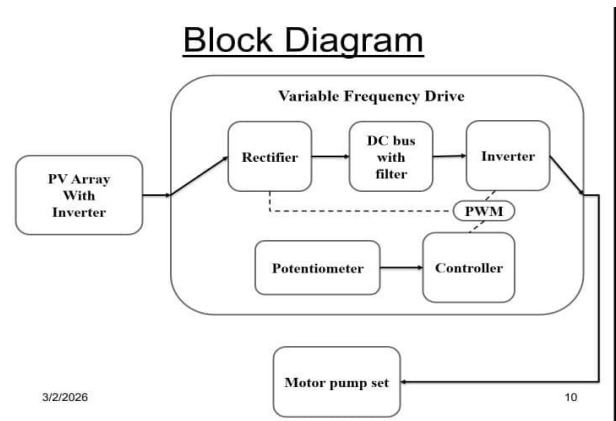 Block Diagram
Variable Frequency Drive
PV Array
With
Inverter
Rectifier
DC bus
with
filter
Inverter
PWM
Potentiometer
Controller
Motor pump set
3/2/2026
10